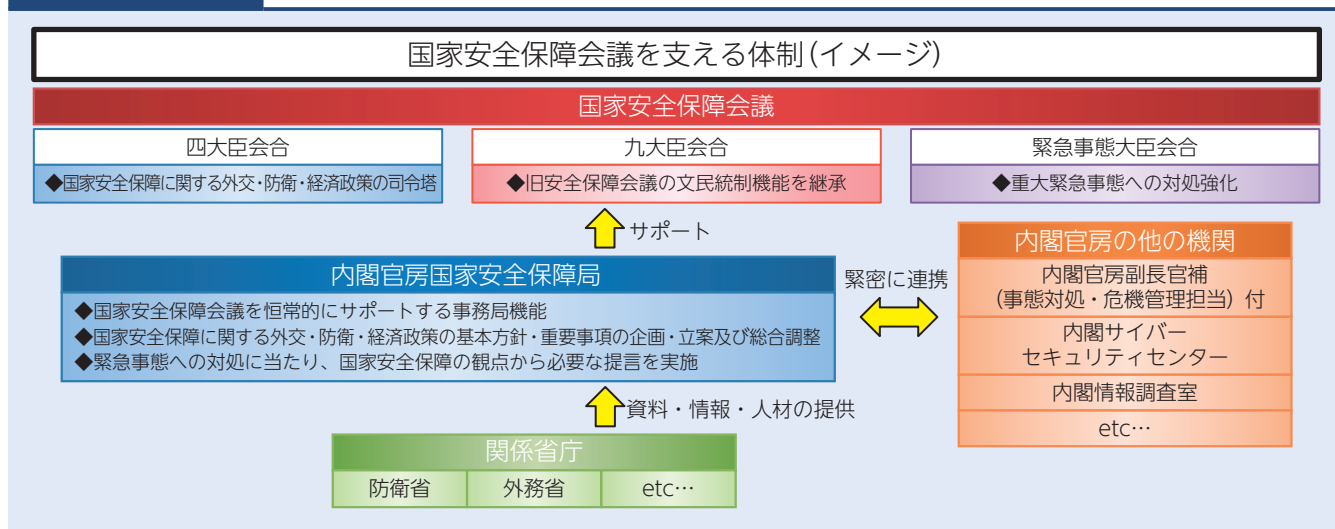 国家安全保障会議を支える体制(イメージ)
国家安全保障会議
四大臣会合
◆国家安全保障に関する外交・防衛・経済政策の司令塔
九大臣会合
◆旧安全保障会議の文民統制機能を継承
緊急事態大臣会合
◆重大緊急事態への対処強化
サポート
内閣官房国家安全保障局
◆国家安全保障会議を恒常的にサポートする事務局機能
◆国家安全保障に関する外交・防衛・経済政策の基本方針・重要事項の企画・立案及び総合調整
◆緊急事態への対処に当たり、国家安全保障の観点から必要な提言を実施
緊密に連携
内閣官房の他の機関
内閣官房副長官補
(事態対処・危機管理担当)付
内閣サイバー
セキュリティセンター
内閣情報調査室
etc…
資料・情報・人材の提供
関係省庁
防衛省
外務省
etc…